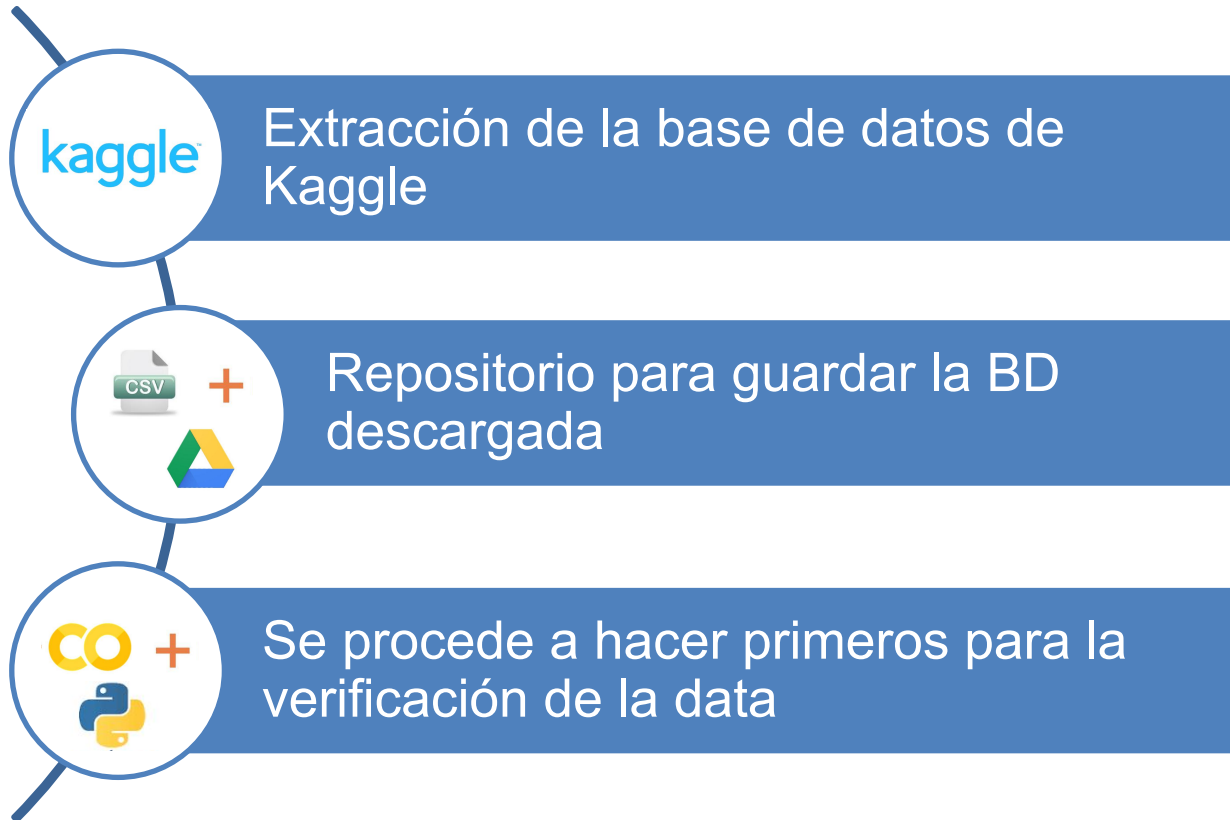 kaggle
Extracción de la base de datos de
Kaggle
CSV
+
Repositorio para guardar la BD
descargada
CO +
Se procede a hacer primeros para la
verificación de la data